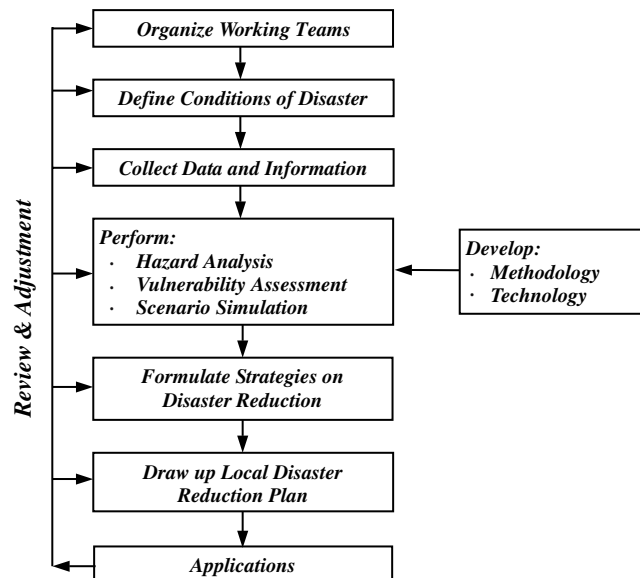 Organize Working Teams
Define Conditions of Disaster
Collect Data and Information
Perform:
· Hazard Analysis
· Vulnerability Assessment
· Scenario Simulation
Develop:
· Methodology
· Technology
Formulate Strategies on
Disaster Reduction
Draw up Local Disaster
Reduction Plan
Applications
Review & Adjustment